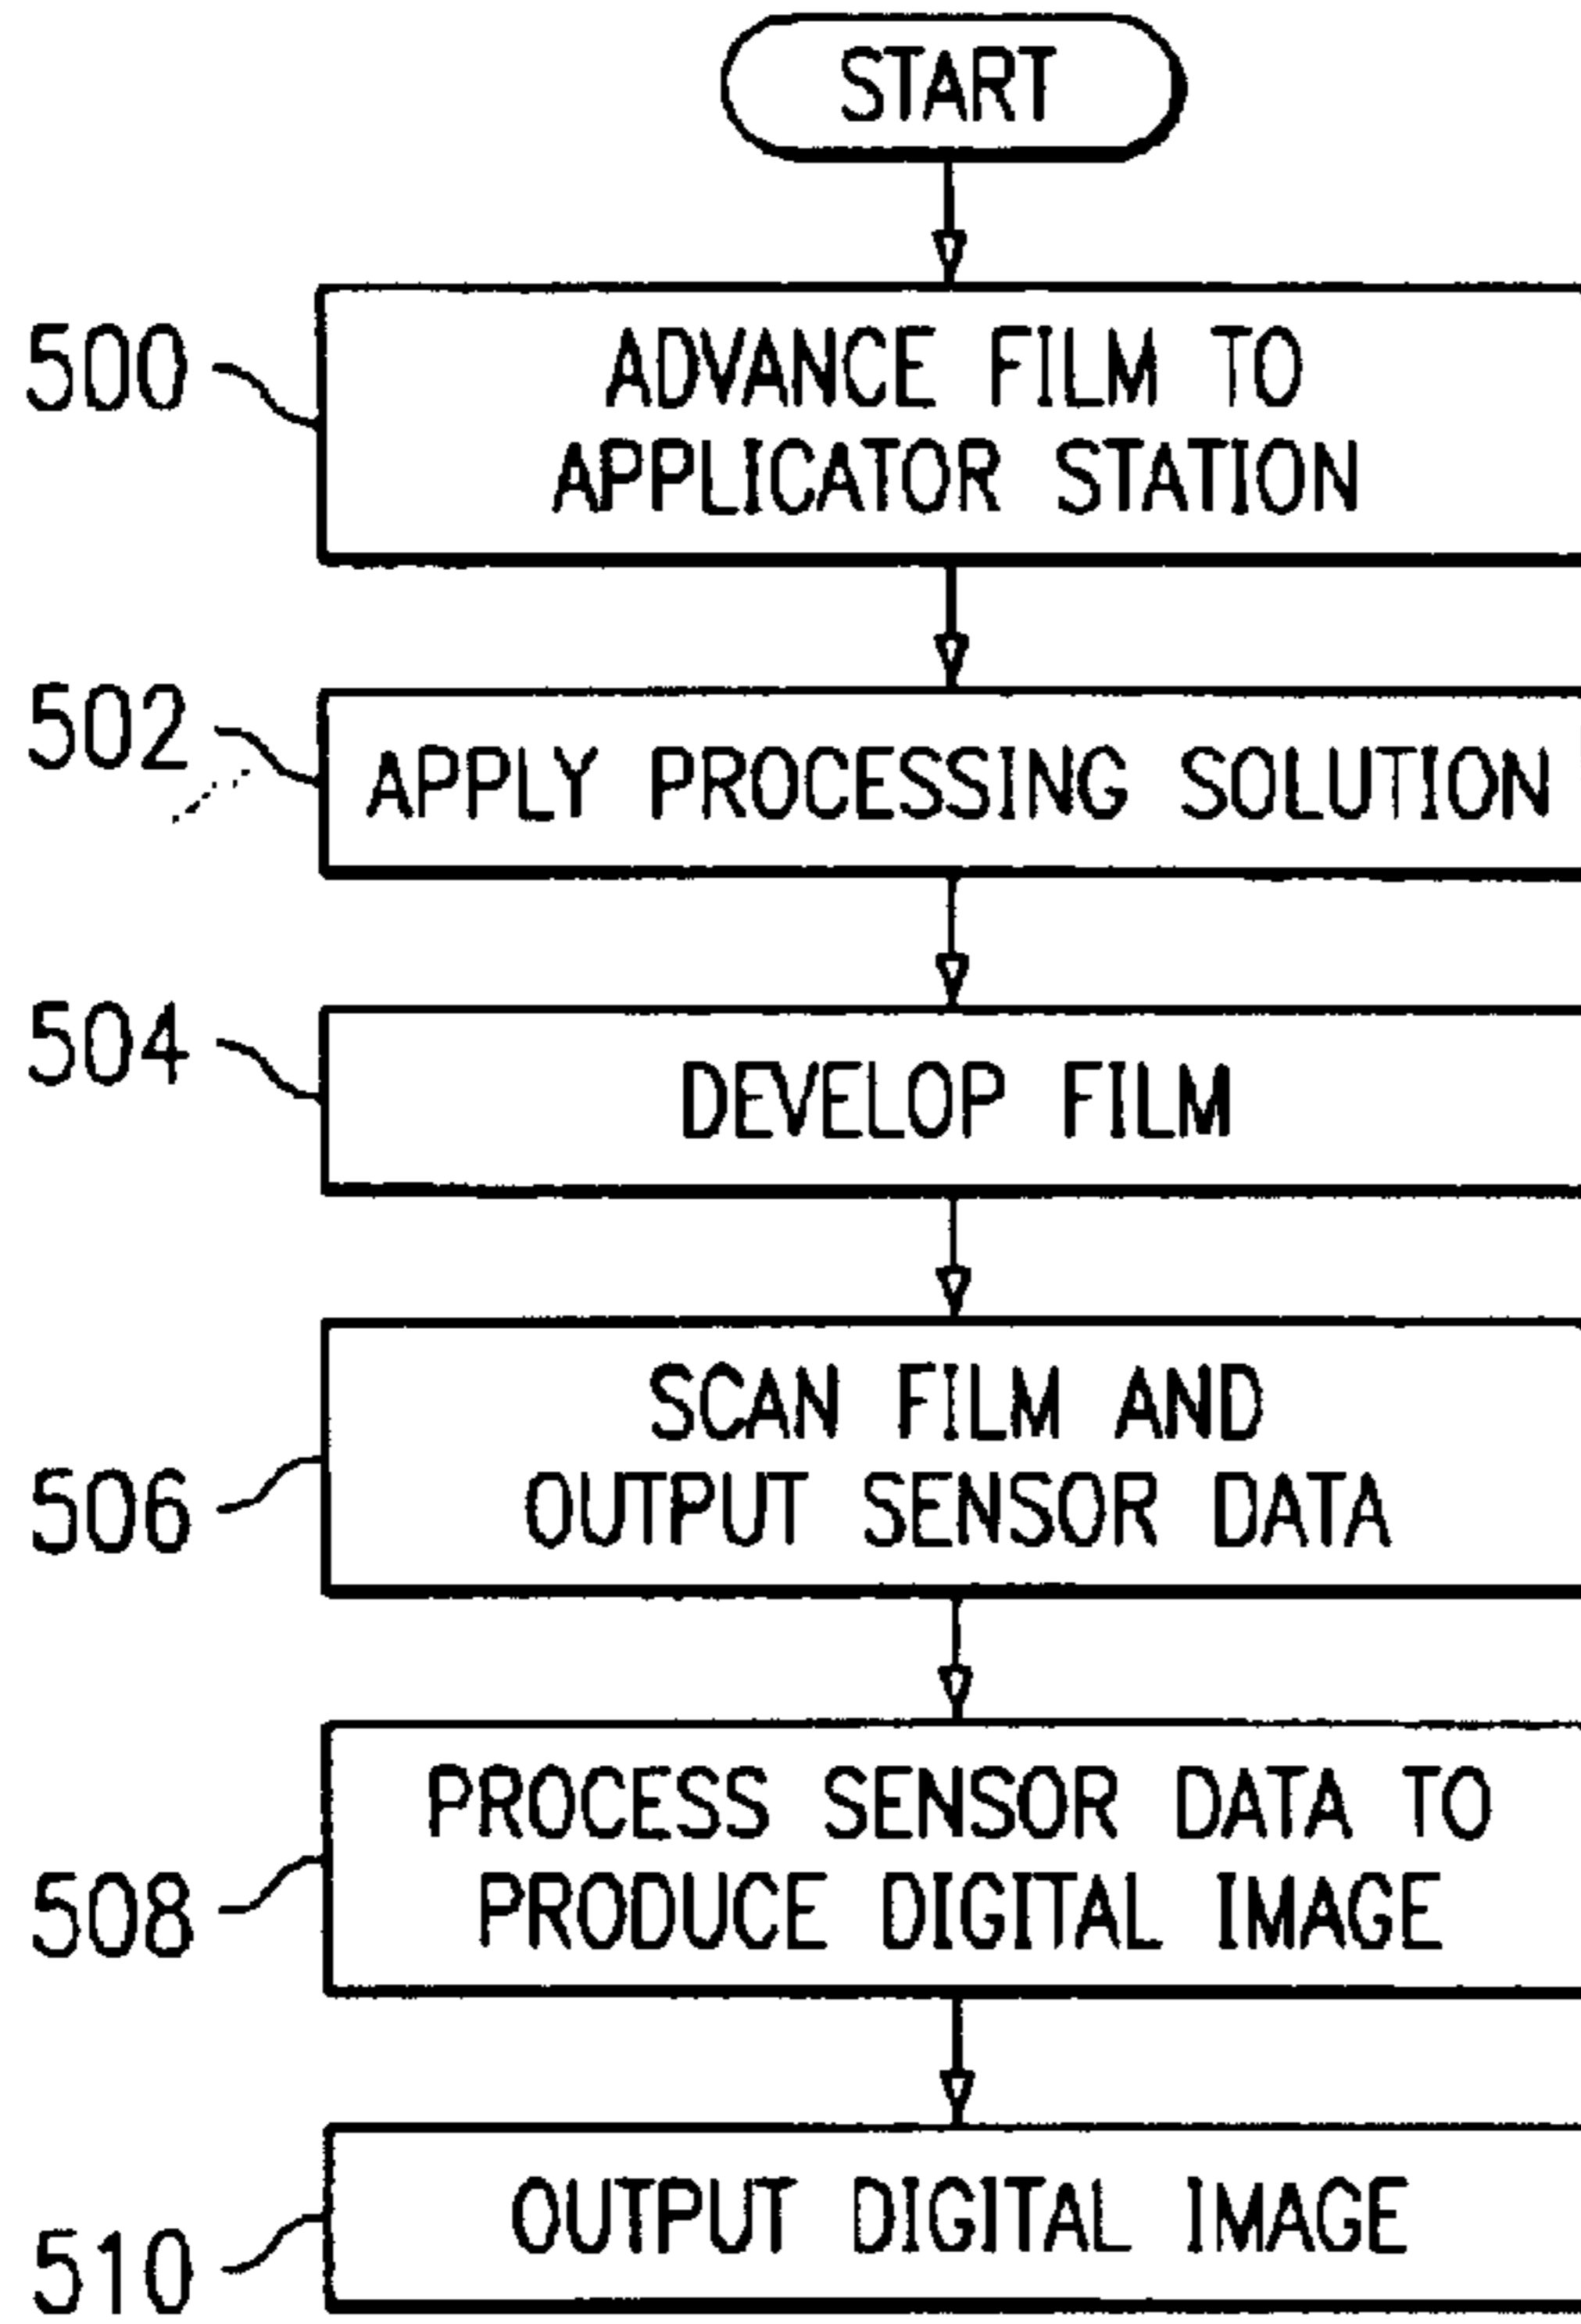 START
500
ADVANCE FILM TO
APPLICATOR STATION
502
APPLY PROCESSING SOLUTION
504
DEVELOP FILM
SCAN FILM AND
506
OUTPUT SENSOR DATA
PROCESS SENSOR DATA TO
508
PRODUCE DIGITAL IMAGE
510
OUTPUT DIGITAL IMAGE